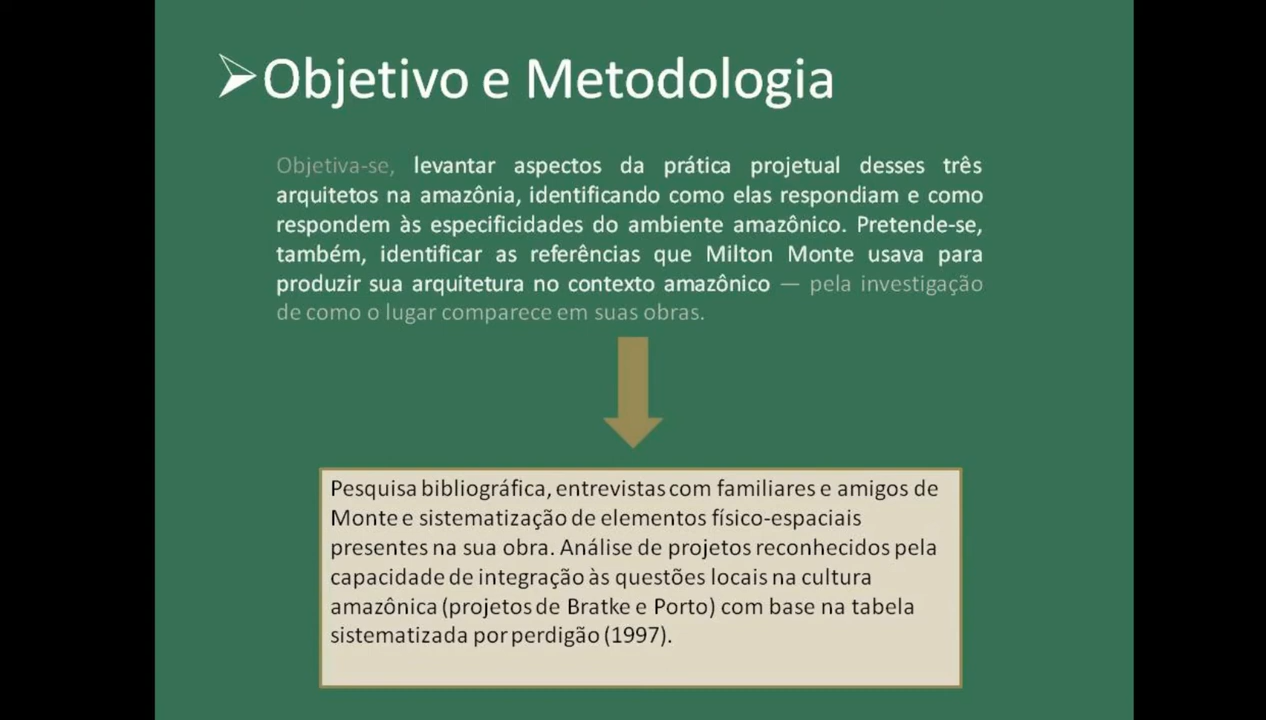 Objetivo e Metodologia
Objetiva-se, levantar aspectos da prática projetual desses três
arquitetos na amazônia, identificando como elas respondiam e como
respondem às especificidades do ambiente amazônico. Pretende-se,
também, identificar as referências que Milton Monte usava para
produzir sua arquitetura no contexto amazônico — pela investigação
de como o lugar comparece em suas obras.
Pesquisa bibliográfica, entrevistas com familiares e amigos de
Monte e sistematização de elementos físico-espaciais
presentes na sua obra. Análise de projetos reconhecidos pela
capacidade de integração às questões locais na cultura
amazônica (projetos de Bratke e Porto) com base na tabela
sistematizada por perdigão (1997).